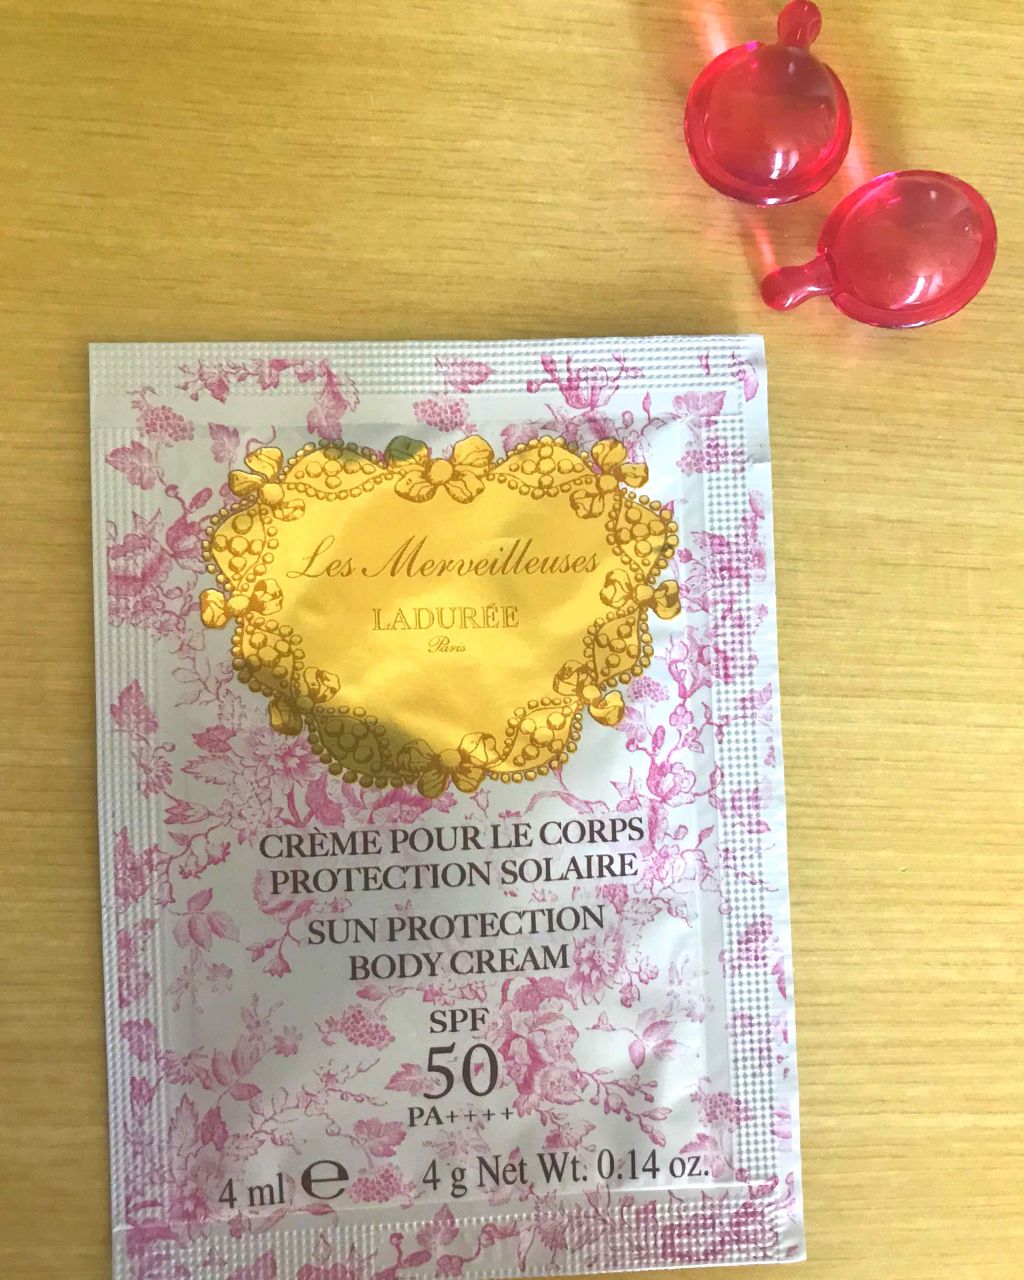 Les Merveilleuses
LADURÉE
Paris
CRÈME POUR LE CORPS
PROTECTION SOLAIRE
SUN PROTECTION
BODY CREAM
SPF
50
PA++++
4 ml ℮ 4 g Net Wt. 0.14 oz.